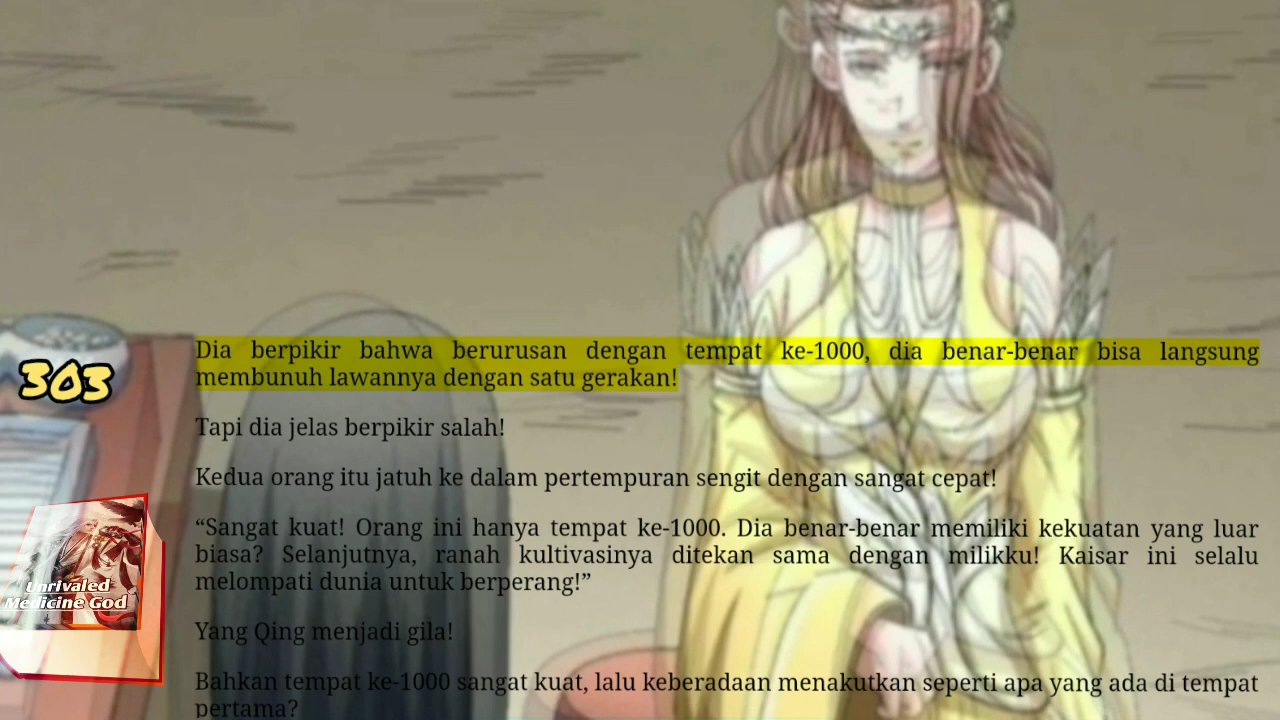 Dia berpikir bahwa berurusan dengan tempat ke-1000, dia benar-benar bisa langsung
membunuh lawannya dengan satu gerakan!
Tapi dia jelas berpikir salah!
303
Kedua orang itu jatuh ke dalam pertempuran sengit dengan sangat cepat!
“Sangat kuat! Orang ini hanya tempat ke-1000. Dia benar-benar memiliki kekuatan yang luar
biasa? Selanjutnya, ranah kultivasinya ditekan sama dengan milikku! Kaisar ini selalu
melompati dunia untuk berperang!”
Unrivaled
Medicine God
Yang Qing menjadi gila!
Bahkan tempat ke-1000 sangat kuat, lalu keberadaan menakutkan seperti apa yang ada di tempat
pertama?